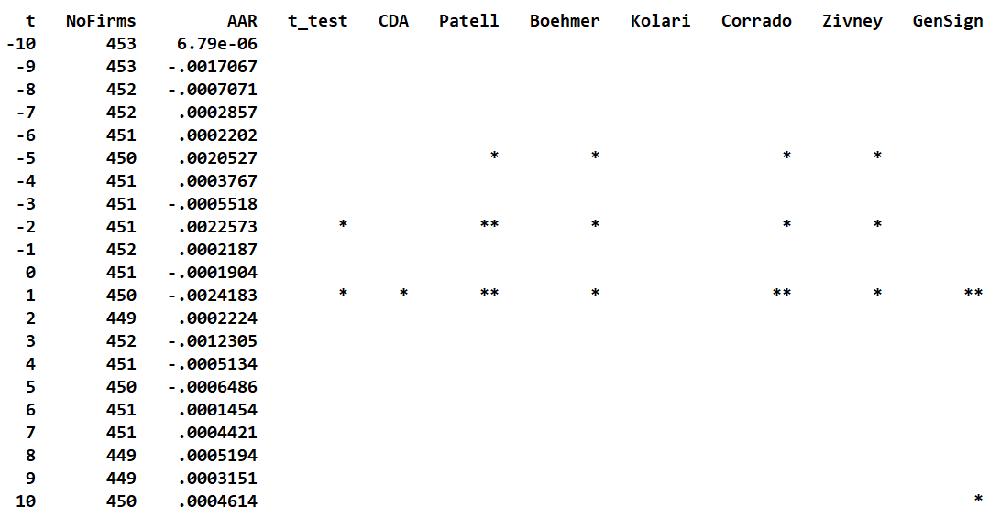 t NoFirms AAR t_test CDA Patell Boehmer Kolari Corrado Zivney GenSign
-10 453 6.79e-06
-9 453 -.0017067
-8 452 -.0007071
-7 452 .0002857
-6 451 .0002202
-5 450 .0020527 * * * *
-4 451 .0003767
-3 451 -.0005518
-2 451 .0022573 * ** * * *
-1 452 .0002187
0 451 -.0001904
1 450 -.0024183 * * ** * ** * **
2 449 .0002224
3 452 -.0012305
4 451 -.0005134
5 450 -.0006486
6 451 .0001454
7 451 .0004421
8 449 .0005194
9 449 .0003151
10 450 .0004614 *